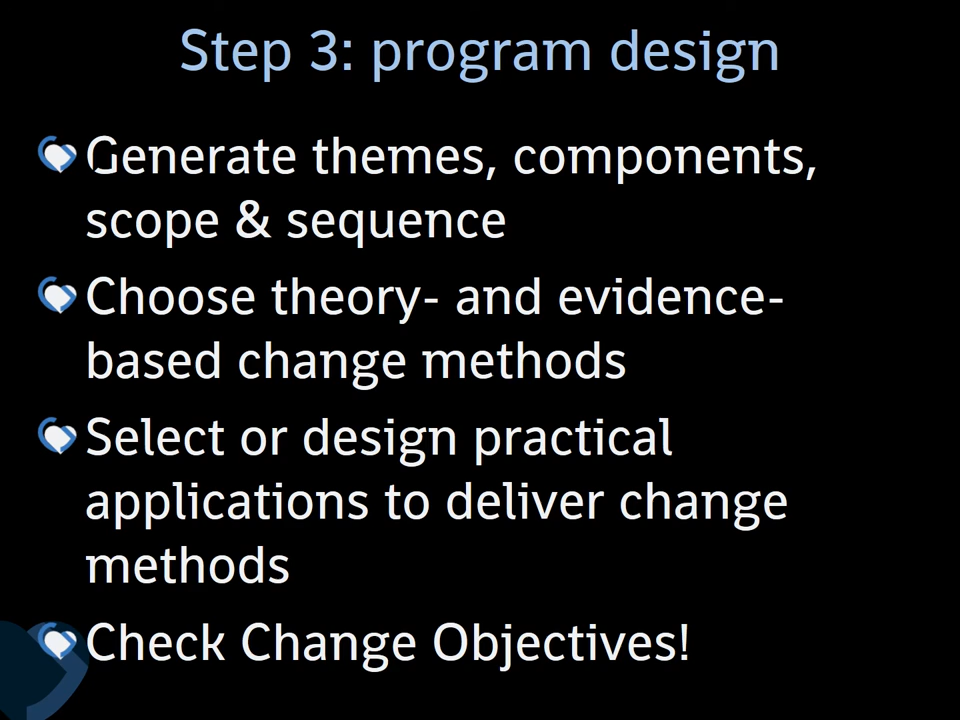 Step 3: program design
Generate themes, components,
scope & sequence
Choose theory- and evidence-
based change methods
Select or design practical
applications to deliver change
methods
Check Change Objectives!